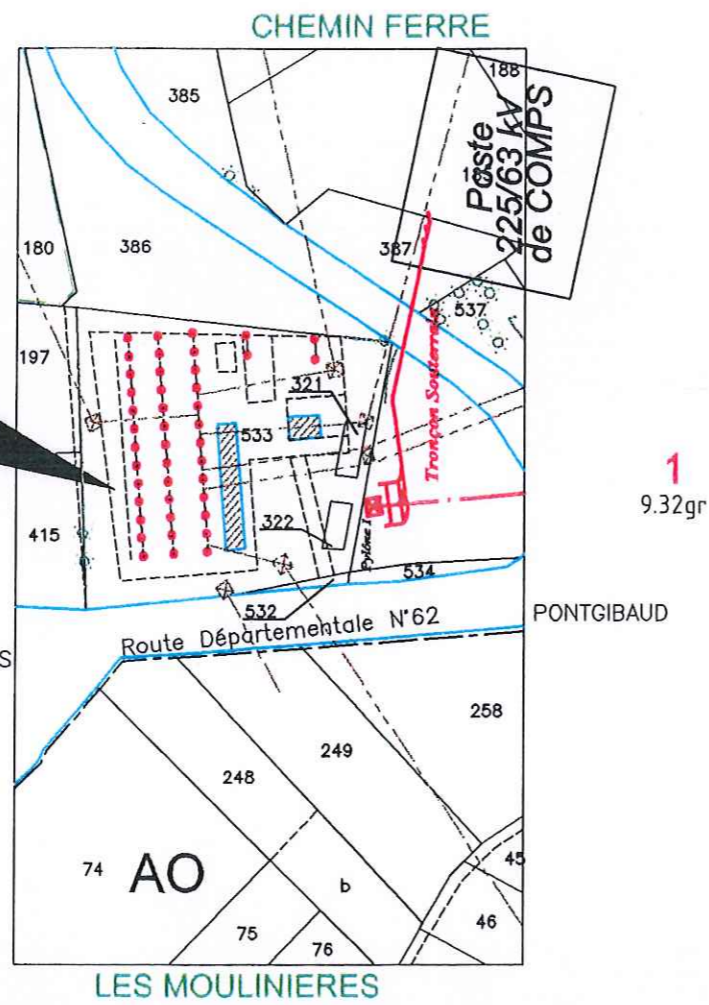 CHEMIN FERRE
188
385
Poste
225/63 kV
de COMPS
180
386
387
537
197
321
Tronçon Souterrain
533
1
9.32gr
415
322
534
532
PONTGIBAUD
Route Départementale N°62
S
258
249
248
74
AO
b
45
46
75
76
LES MOULINIERES